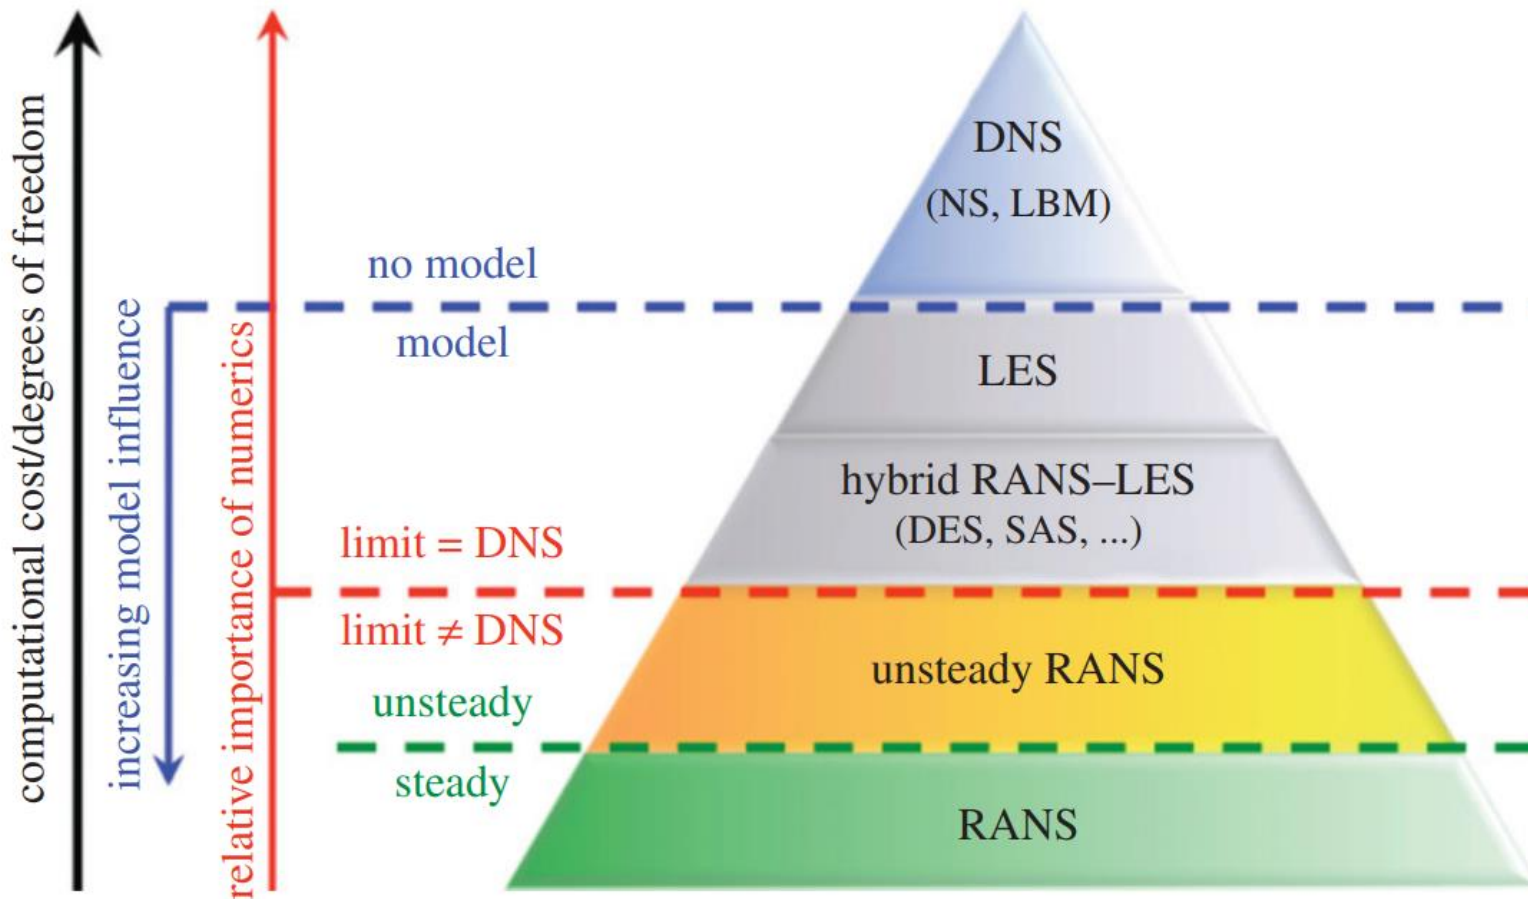 computational cost/degrees of freedom
increasing model influence
relative importance of numerics
no model
model
limit = DNS
limit ≠ DNS
unsteady
steady
DNS
(NS, LBM)
LES
hybrid RANS–LES
(DES, SAS, ...)
unsteady RANS
RANS